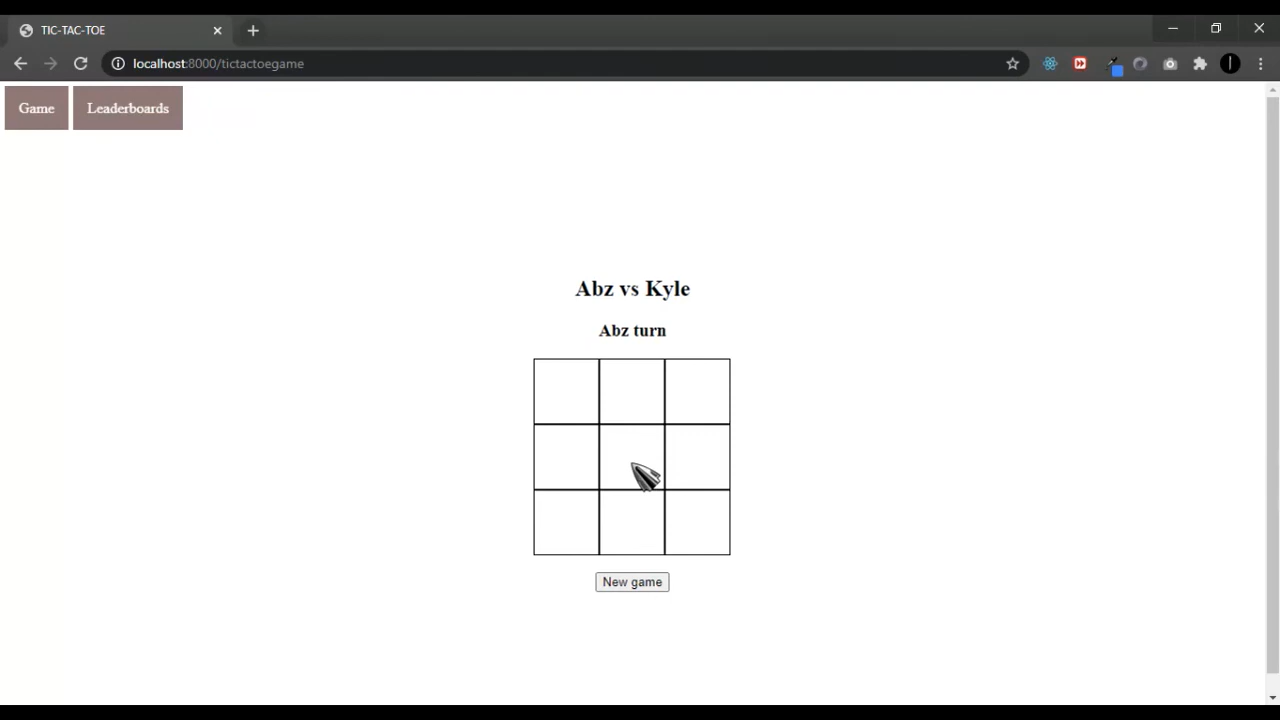 TIC-TAC-TOE
localhost:8000/tictactoegame
Game
Leaderboards
Abz vs Kyle
Abz turn
New game